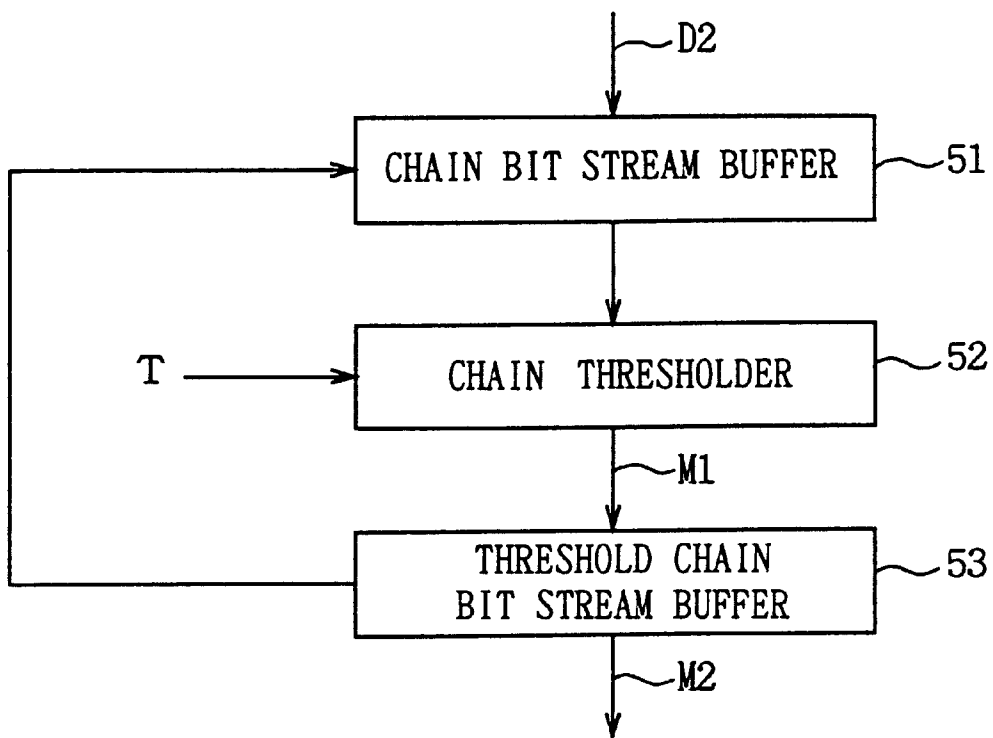 D2
CHAIN BIT STREAM BUFFER
51
T
CHAIN THRESHOLDER
52
M1
THRESHOLD CHAIN
BIT STREAM BUFFER
53
M2